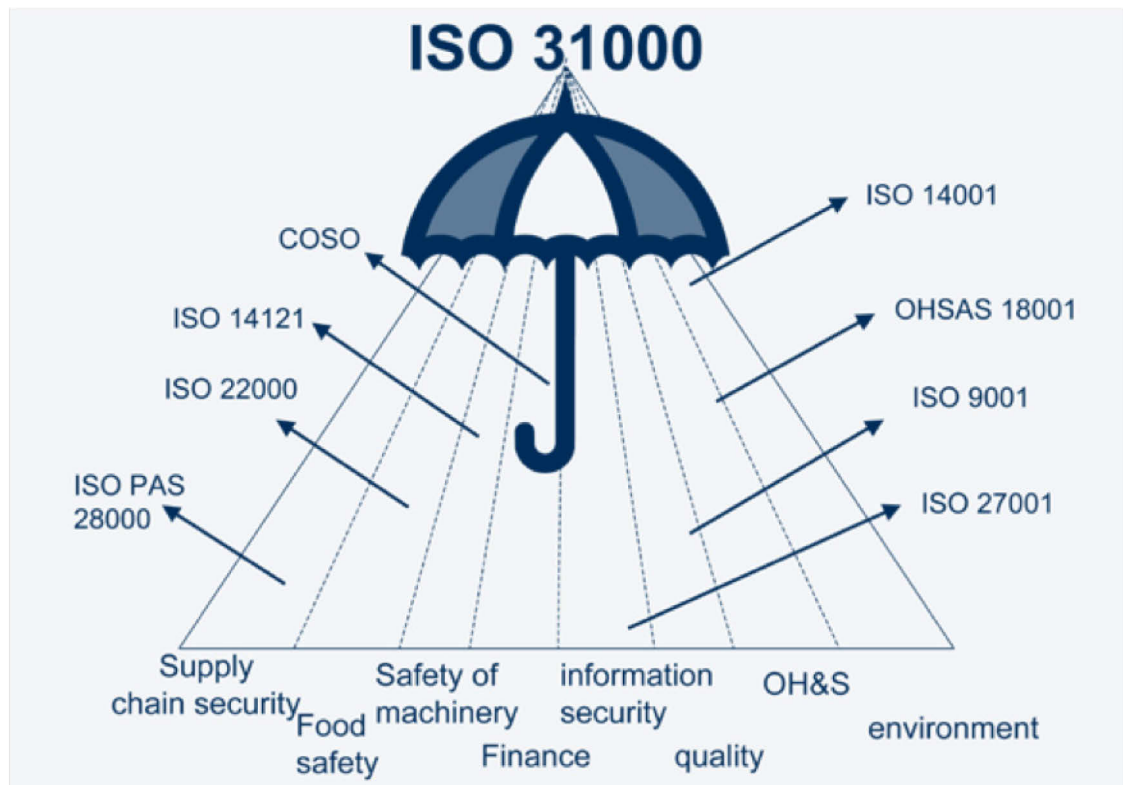 ISO 31000
ISO 14001
COSO
OHSAS 18001
ISO 14121
ISO 22000
ISO 9001
ISO PAS
28000
ISO 27001
Supply
chain security
Food
safety
Safety of
machinery
Finance
information
security
quality
OH&S
environment